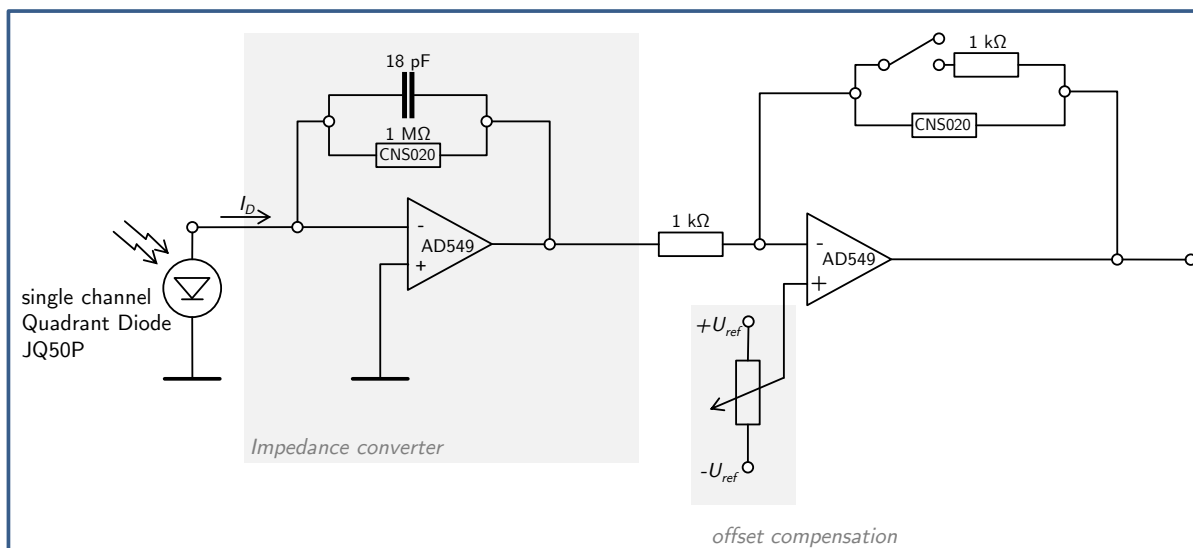 18 pF
1 MΩ
CNS020
I_D
-
AD549
+
single channel
Quadrant Diode
JQ50P
Impedance converter
1 kΩ
1 kΩ
CNS020
-
AD549
+
+U_ref
-U_ref
offset compensation